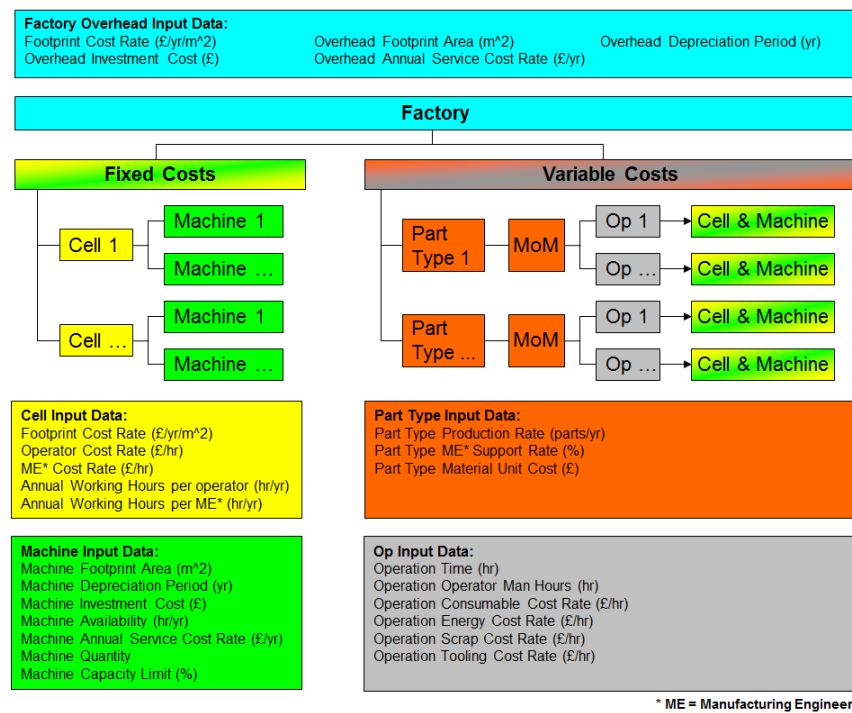 Factory Overhead Input Data:
Footprint Cost Rate (£/yr/m^2) Overhead Footprint Area (m^2) Overhead Depreciation Period (yr)
Overhead Investment Cost (£) Overhead Annual Service Cost Rate (£/yr)
Factory
Fixed Costs
Variable Costs
Cell 1
Machine 1
Machine ...
Cell ...
Machine 1
Machine ...
Part
Type 1
MoM
Op 1
Cell & Machine
Op ...
Cell & Machine
Part
Type ...
MoM
Op 1
Cell & Machine
Op ...
Cell & Machine
Cell Input Data:
Footprint Cost Rate (£/yr/m^2)
Operator Cost Rate (£/hr)
ME* Cost Rate (£/hr)
Annual Working Hours per operator (hr/yr)
Annual Working Hours per ME* (hr/yr)
Part Type Input Data:
Part Type Production Rate (parts/yr)
Part Type ME* Support Rate (%)
Part Type Material Unit Cost (£)
Machine Input Data:
Machine Footprint Area (m^2)
Machine Depreciation Period (yr)
Machine Investment Cost (£)
Machine Availability (hr/yr)
Machine Annual Service Cost Rate (£/yr)
Machine Quantity
Machine Capacity Limit (%)
Op Input Data:
Operation Time (hr)
Operation Operator Man Hours (hr)
Operation Consumable Cost Rate (£/hr)
Operation Energy Cost Rate (£/hr)
Operation Scrap Cost Rate (£/hr)
Operation Tooling Cost Rate (£/hr)
* ME = Manufacturing Engineer